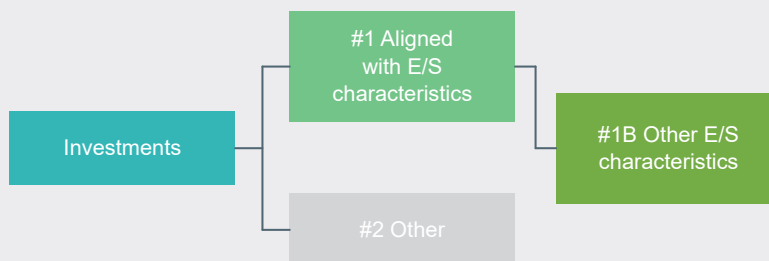 #1 Aligned
with E/S
characteristics
Investments
#1B Other E/S
characteristics
#2 Other